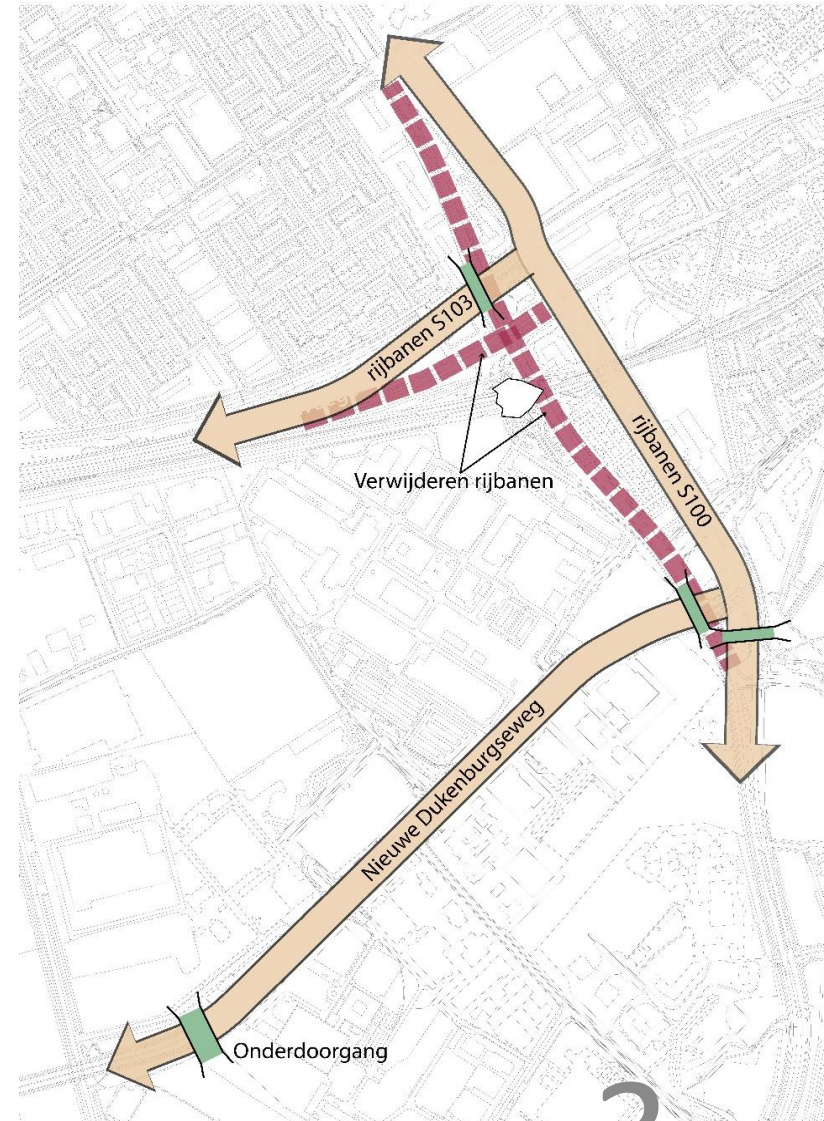 rijbanen S103
Verwijderen rijbanen
rijbanen S100
Nieuwe Dukenburgseweg
Onderdoorgang